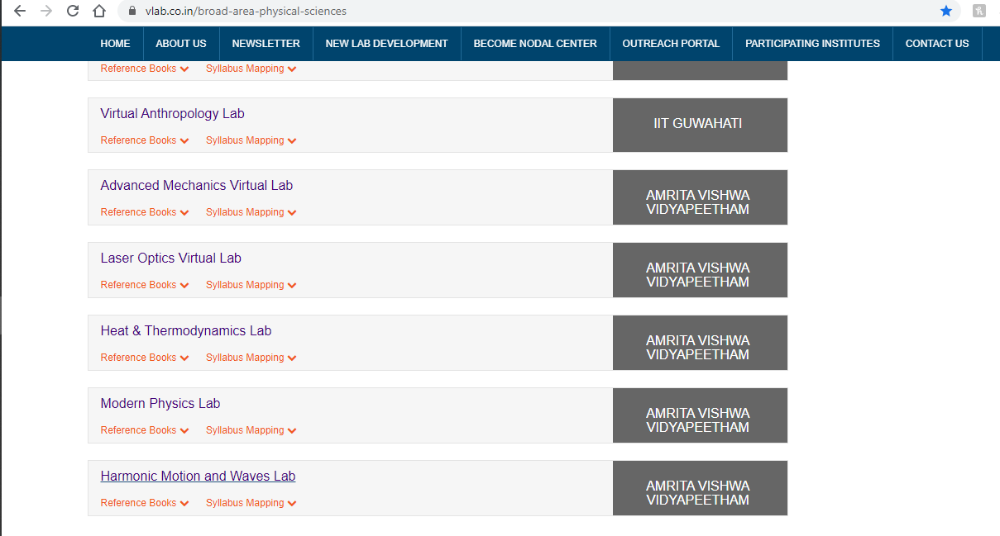 vlab.co.in/broad-area-physical-sciences
HOME ABOUT US NEWSLETTER NEW LAB DEVELOPMENT BECOME NODAL CENTER OUTREACH PORTAL PARTICIPATING INSTITUTES CONTACT US
Reference Books Syllabus Mapping
Virtual Anthropology Lab
IIT GUWAHATI
Reference Books Syllabus Mapping
Advanced Mechanics Virtual Lab
AMRITA VISHWA
VIDYAPEETHAM
Reference Books Syllabus Mapping
Laser Optics Virtual Lab
AMRITA VISHWA
VIDYAPEETHAM
Reference Books Syllabus Mapping
Heat & Thermodynamics Lab
AMRITA VISHWA
VIDYAPEETHAM
Reference Books Syllabus Mapping
Modern Physics Lab
AMRITA VISHWA
VIDYAPEETHAM
Reference Books Syllabus Mapping
Harmonic Motion and Waves Lab
AMRITA VISHWA
VIDYAPEETHAM
Reference Books Syllabus Mapping